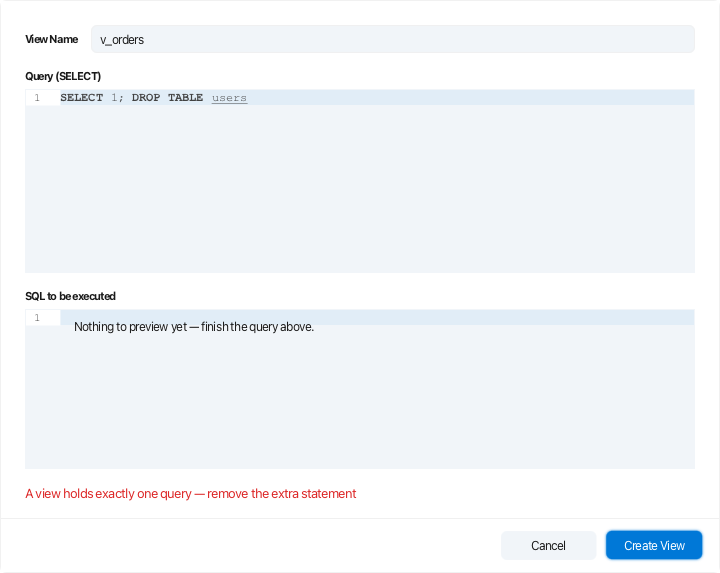 View Name
v_orders
Query (SELECT)
1 SELECT 1; DROP TABLE users
SQL to be executed
1
Nothing to preview yet — finish the query above.
A view holds exactly one query — remove the extra statement
Cancel
Create View